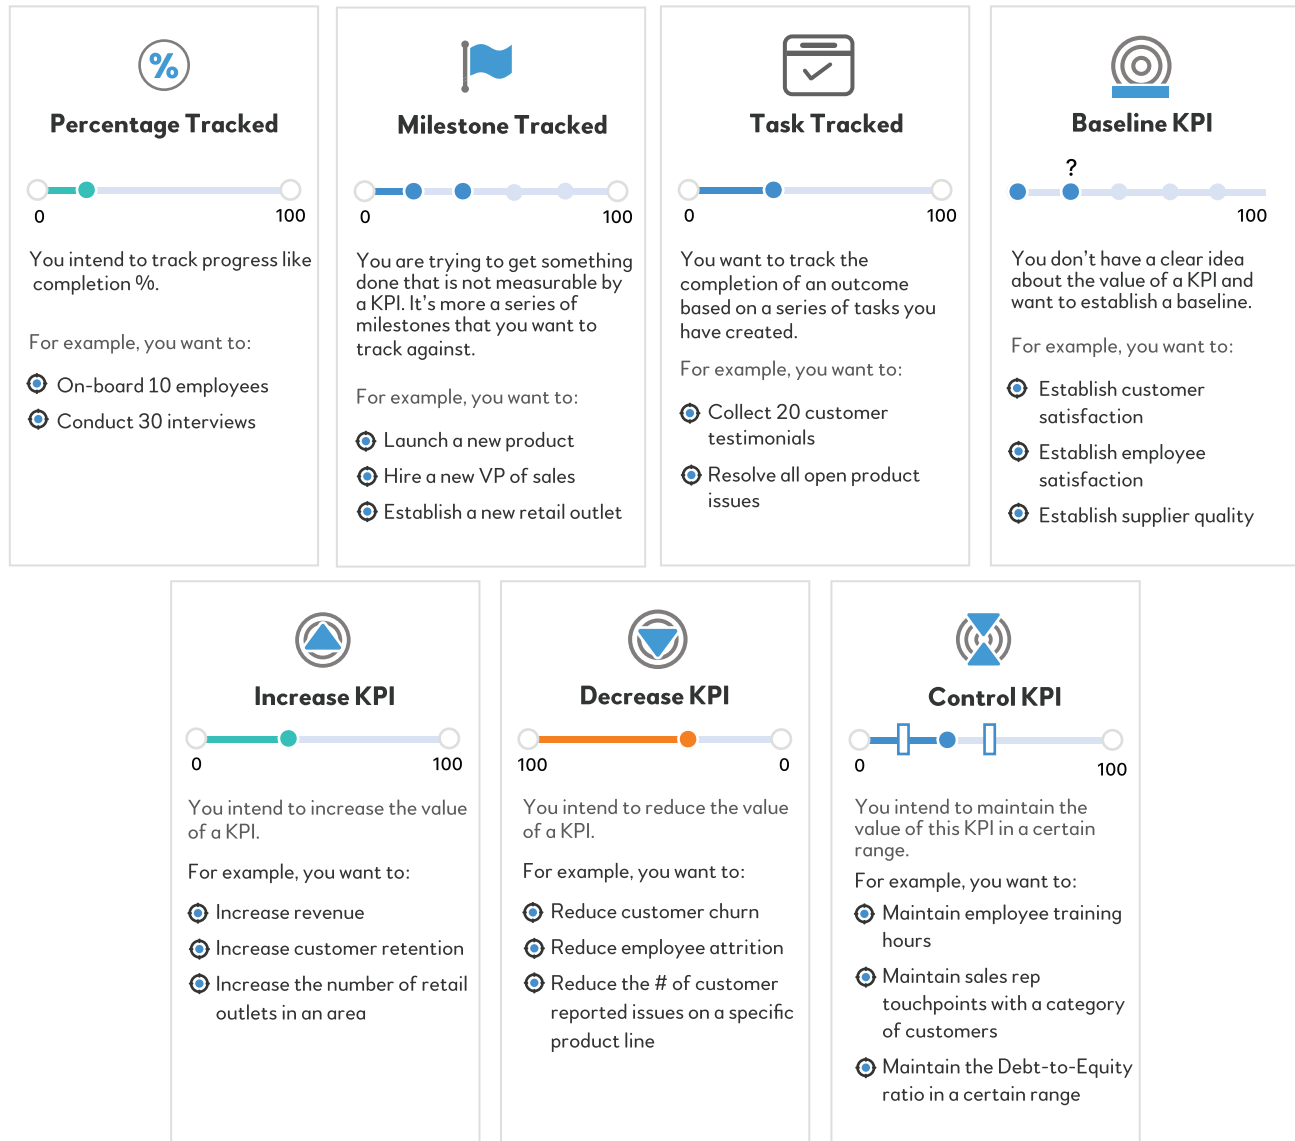 %
Percentage Tracked
0
100
You intend to track progress like
completion %.
For example, you want to:
On-board 10 employees
Conduct 30 interviews
Milestone Tracked
0
100
You are trying to get something
done that is not measurable by
a KPI. It's more a series of
milestones that you want to
track against.
For example, you want to:
Launch a new product
Hire a new VP of sales
Establish a new retail outlet
Task Tracked
0
100
You want to track the
completion of an outcome
based on a series of tasks you
have created.
For example, you want to:
Collect 20 customer
testimonials
Resolve all open product
issues
Baseline KPI
?
100
You don't have a clear idea
about the value of a KPI and
want to establish a baseline.
For example, you want to:
Establish customer
satisfaction
Establish employee
satisfaction
Establish supplier quality
Increase KPI
0
100
You intend to increase the value
of a KPI.
For example, you want to:
Increase revenue
Increase customer retention
Increase the number of retail
outlets in an area
Decrease KPI
100
0
You intend to reduce the value
of a KPI.
For example, you want to:
Reduce customer churn
Reduce employee attrition
Reduce the # of customer
reported issues on a specific
product line
Control KPI
0
100
You intend to maintain the
value of this KPI in a certain
range.
For example, you want to:
Maintain employee training
hours
Maintain sales rep
touchpoints with a category
of customers
Maintain the Debt-to-Equity
ratio in a certain range